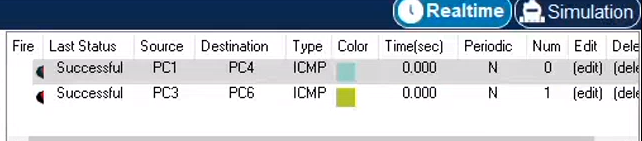 Realtime Simulation
Fire Last Status Source Destination Type Color Time(sec) Periodic Num Edit Dele
Successful PC1 PC4 ICMP 0.000 N 0 (edit) (dele
Successful PC3 PC6 ICMP 0.000 N 1 (edit) (dele